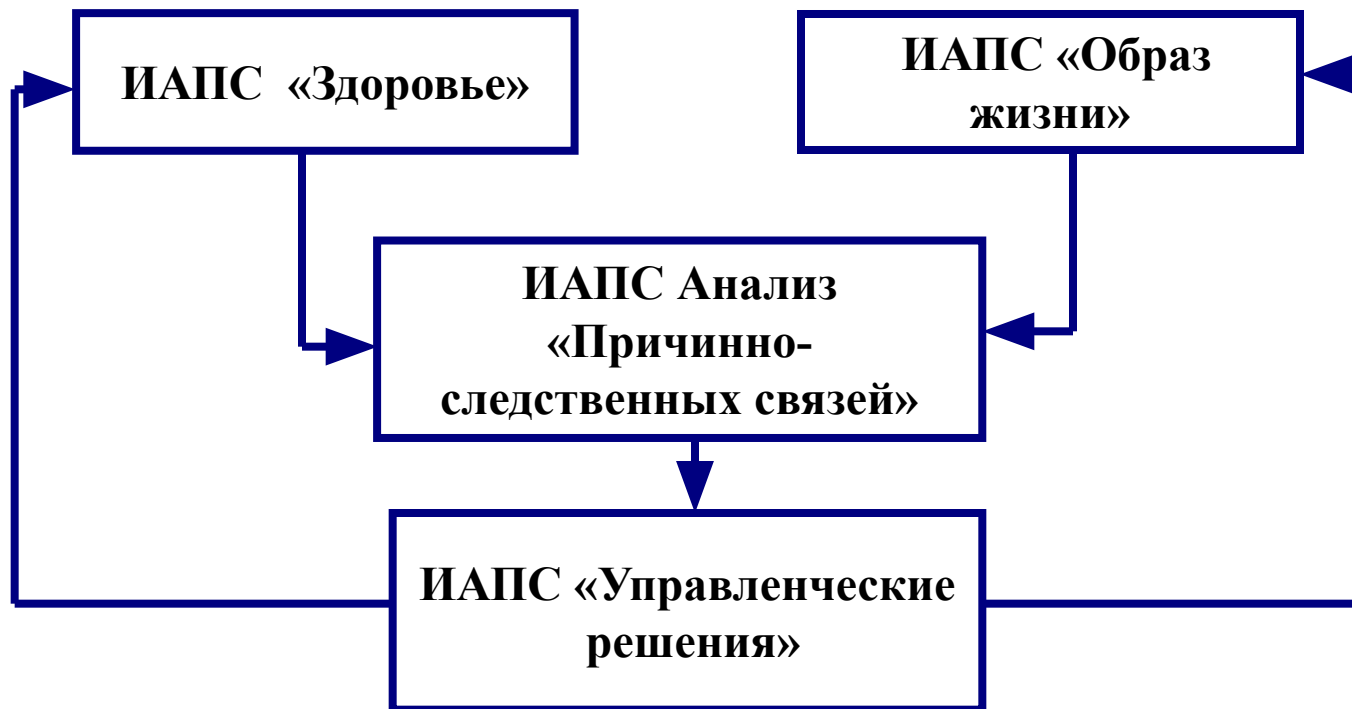 ИАПС «Здоровье»
ИАПС «Образ
жизни»
ИАПС Анализ
«Причинно-
следственных связей»
ИАПС «Управленческие
решения»